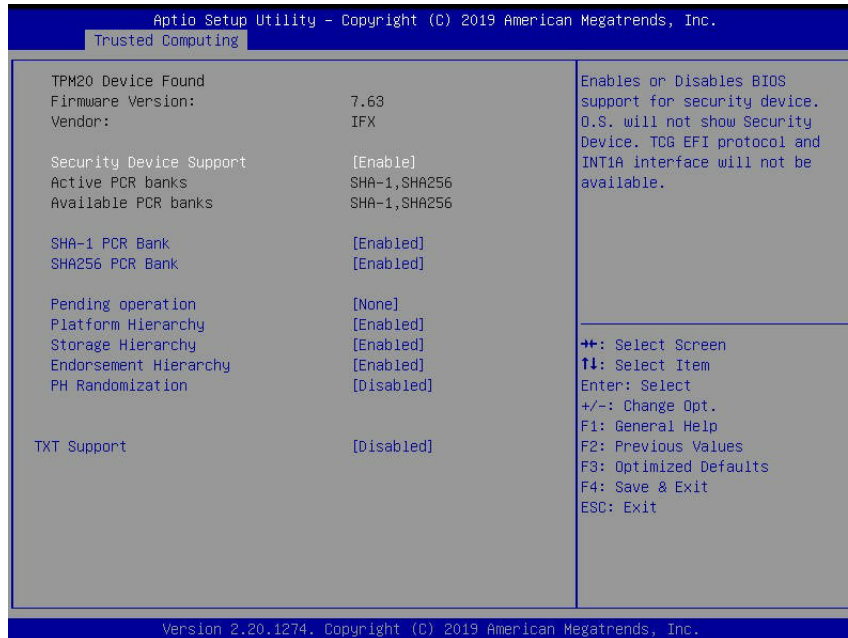 Aptio Setup Utility – Copyright (C) 2019 American Megatrends, Inc.
Trusted Computing
TPM20 Device Found
Firmware Version: 7.63
Vendor: IFX
Security Device Support [Enable]
Active PCR banks SHA-1,SHA256
Available PCR banks SHA-1,SHA256
SHA-1 PCR Bank [Enabled]
SHA256 PCR Bank [Enabled]
Pending operation [None]
Platform Hierarchy [Enabled]
Storage Hierarchy [Enabled]
Endorsement Hierarchy [Enabled]
PH Randomization [Disabled]
TXT Support [Disabled]
Enables or Disables BIOS
support for security device.
O.S. will not show Security
Device. TCG EFI protocol and
INT1A interface will not be
available.
→←: Select Screen
↑↓: Select Item
Enter: Select
+/-: Change Opt.
F1: General Help
F2: Previous Values
F3: Optimized Defaults
F4: Save & Exit
ESC: Exit
Version 2.20.1274. Copyright (C) 2019 American Megatrends, Inc.